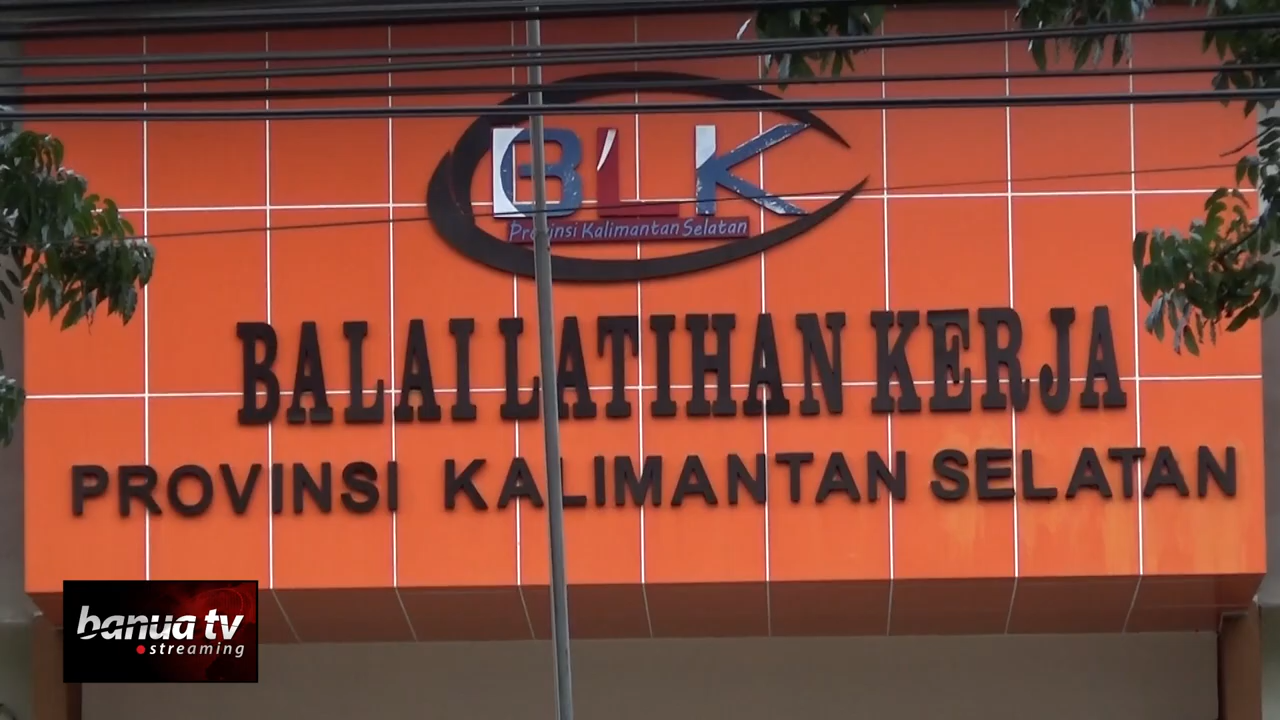 BLK
Provinsi Kalimantan Selatan
BALAI LATIHAN KERJA
PROVINSI KALIMANTAN SELATAN
banua tv
streaming